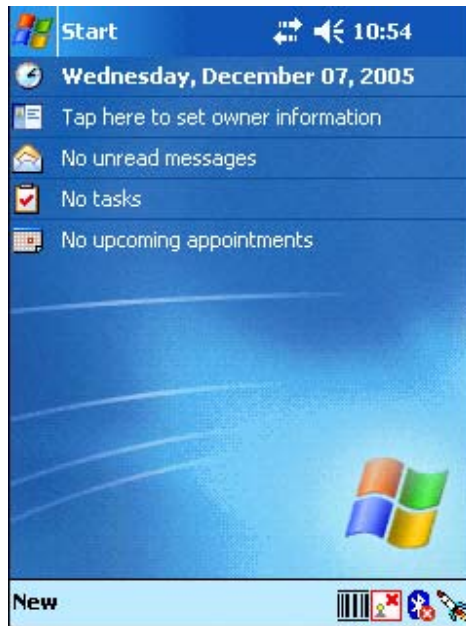 Start 10:54
Wednesday, December 07, 2005
Tap here to set owner information
No unread messages
No tasks
No upcoming appointments
New